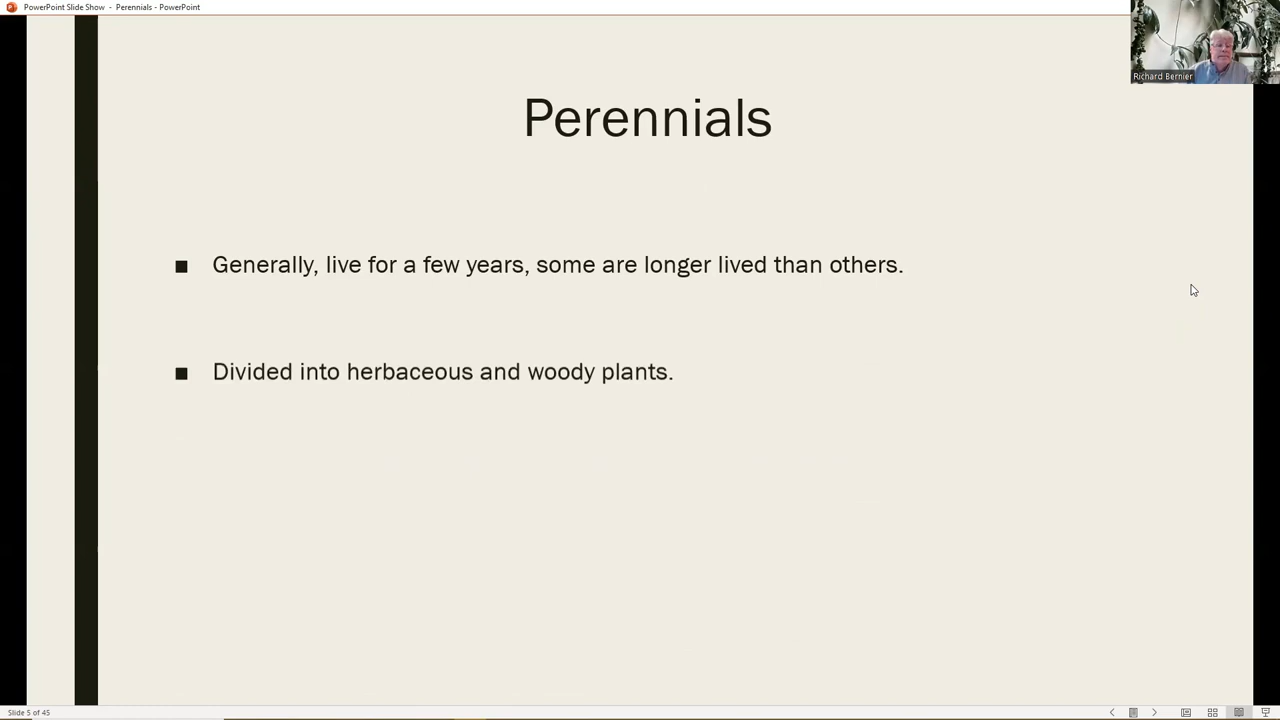 PowerPoint Slide Show - Perennials - PowerPoint
Richard Bernier
Perennials
■ Generally, live for a few years, some are longer lived than others.
■ Divided into herbaceous and woody plants.
Slide 5 of 45